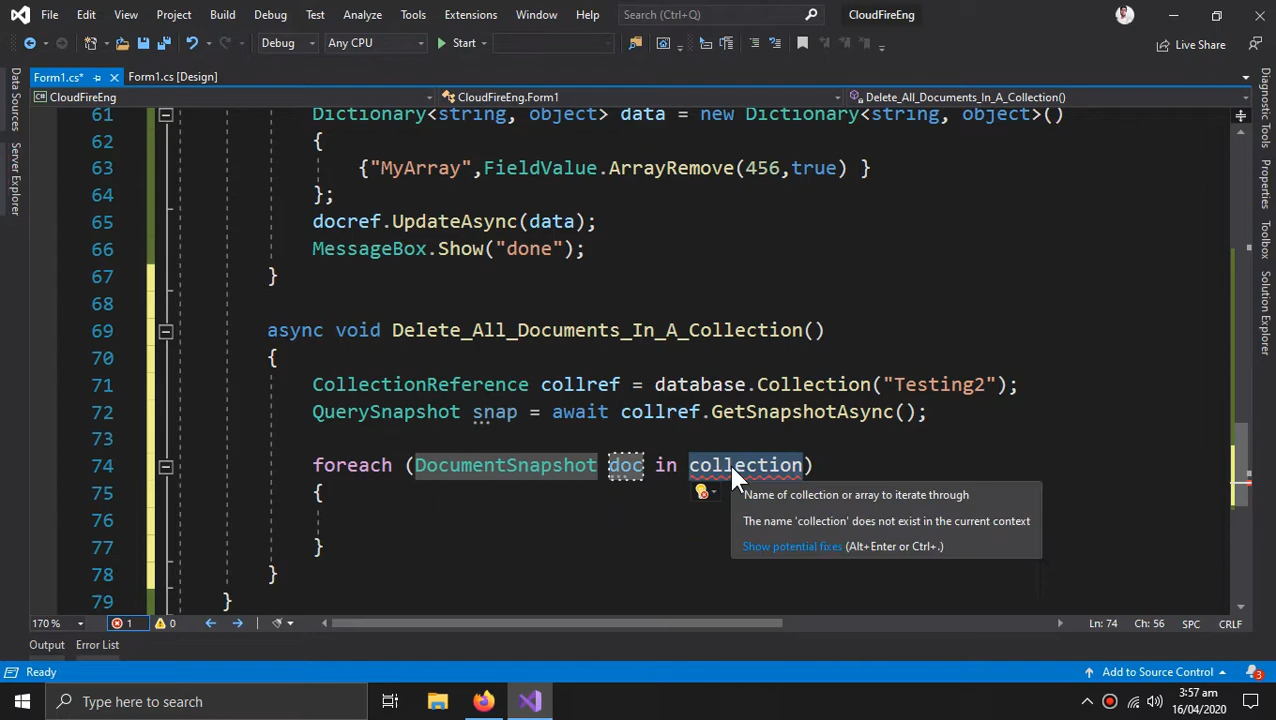 File Edit View Project Build Debug Test Analyze Tools Extensions Window Help Search (Ctrl+Q) CloudFireEng
Debug Any CPU Start Live Share
Form1.cs* Form1.cs [Design]
CloudFireEng CloudFireEng.Form1 Delete_All_Documents_In_A_Collection()
Data Sources
Server Explorer
Diagnostic Tools
Properties
Toolbox
Solution Explorer
61 Dictionary<string, object> data = new Dictionary<string, object>()
62 {
63 {"MyArray",FieldValue.ArrayRemove(456,true) }
64 };
65 docref.UpdateAsync(data);
66 MessageBox.Show("done");
67 }
68
69 async void Delete_All_Documents_In_A_Collection()
70 {
71 CollectionReference collref = database.Collection("Testing2");
72 QuerySnapshot snap = await collref.GetSnapshotAsync();
73
74 foreach (DocumentSnapshot doc in collection)
75 {
Name of collection or array to iterate through
76
The name 'collection' does not exist in the current context
77 }
Show potential fixes (Alt+Enter or Ctrl+.)
78 }
79 }
170 % 1 0 Ln: 74 Ch: 56 SPC CRLF
Output Error List
Ready Add to Source Control 3
Type here to search 3:57 am
16/04/2020